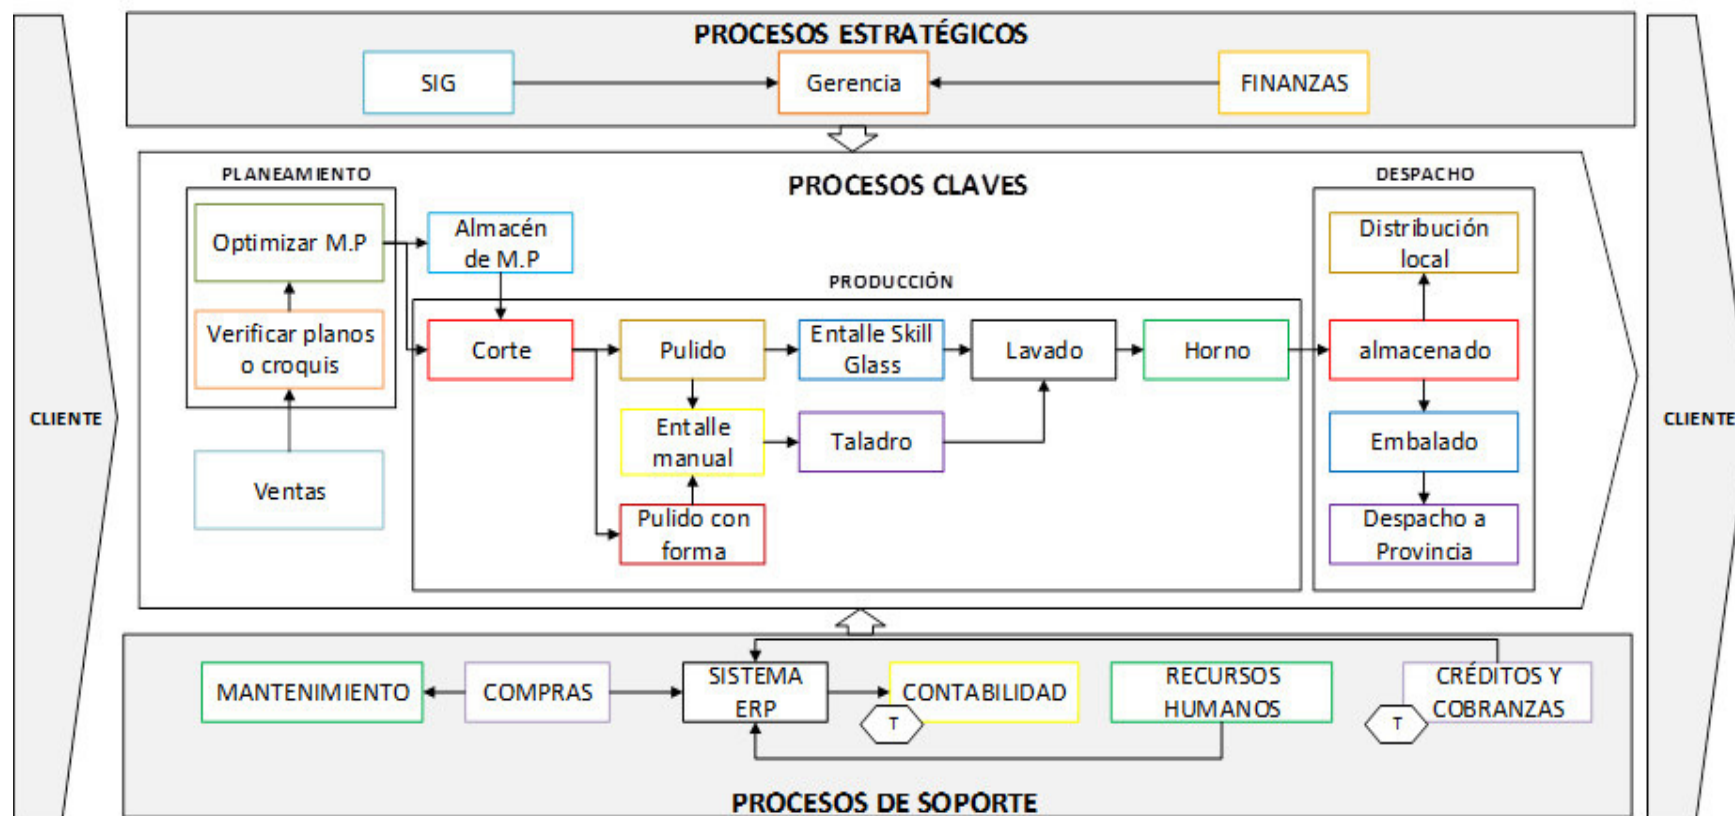 PROCESOS ESTRATÉGICOS
SIG
Gerencia
FINANZAS
PLANEAMIENTO
PROCESOS CLAVES
DESPACHO
Optimizar M.P
Almacén
de M.P
Distribución
local
PRODUCCIÓN
Verificar planos
o croquis
Corte
Pulido
Entalle Skill
Glass
Lavado
Horno
almacenado
CLIENTE
CLIENTE
Entalle
manual
Taladro
Embalado
Ventas
Pulido con
forma
Despacho a
Provincia
MANTENIMIENTO
COMPRAS
SISTEMA
ERP
CONTABILIDAD
T
RECURSOS
HUMANOS
CRÉDITOS Y
COBRANZAS
T
PROCESOS DE SOPORTE